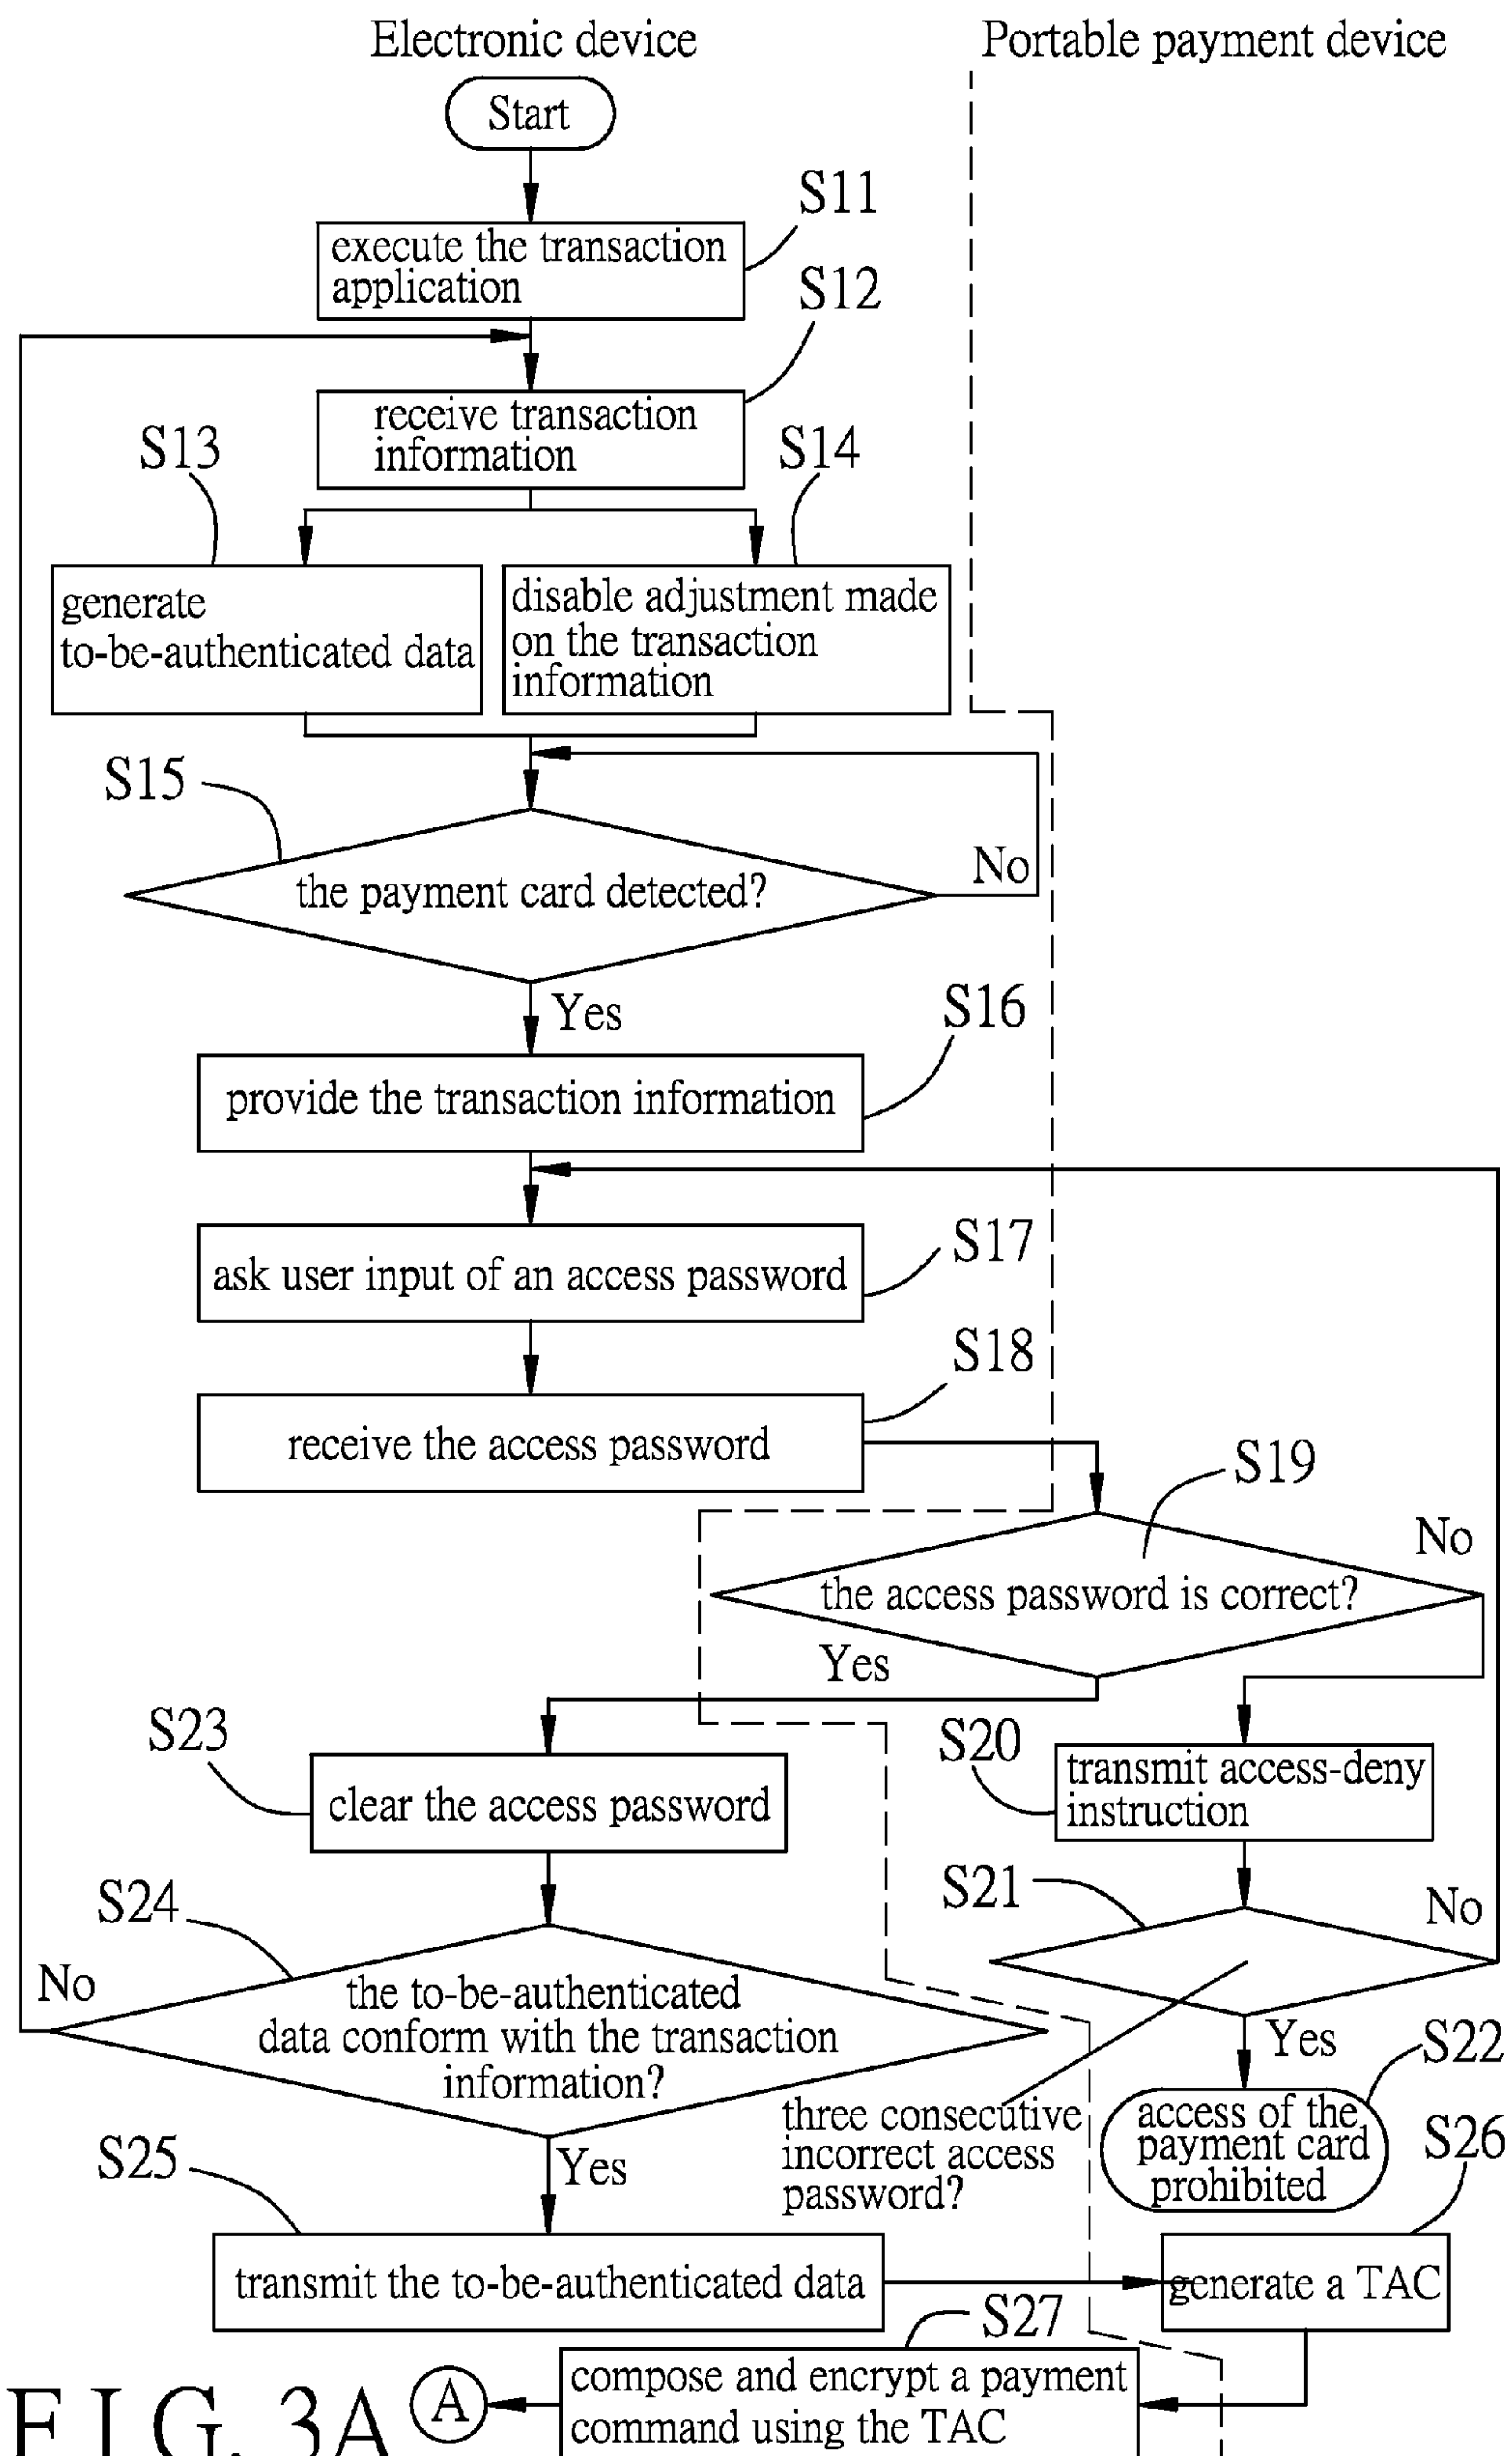 Electronic device
Portable payment device
Start
S11
execute the transaction
application
S12
receive transaction
information
S13
S14
generate
to-be-authenticated data
disable adjustment made
on the transaction
information
S15
the payment card detected?
No
Yes
S16
provide the transaction information
S17
ask user input of an access password
S18
receive the access password
S19
No
the access password is correct?
Yes
S23
clear the access password
S20
transmit access-deny
instruction
S21
No
S24
No
the to-be-authenticated
data conform with the transaction
information?
Yes
S22
three consecutive
incorrect access
password?
access of the
payment card
prohibited
S26
S25
Yes
transmit the to-be-authenticated data
generate a TAC
S27
compose and encrypt a payment
command using the TAC
A
FIG. 3A